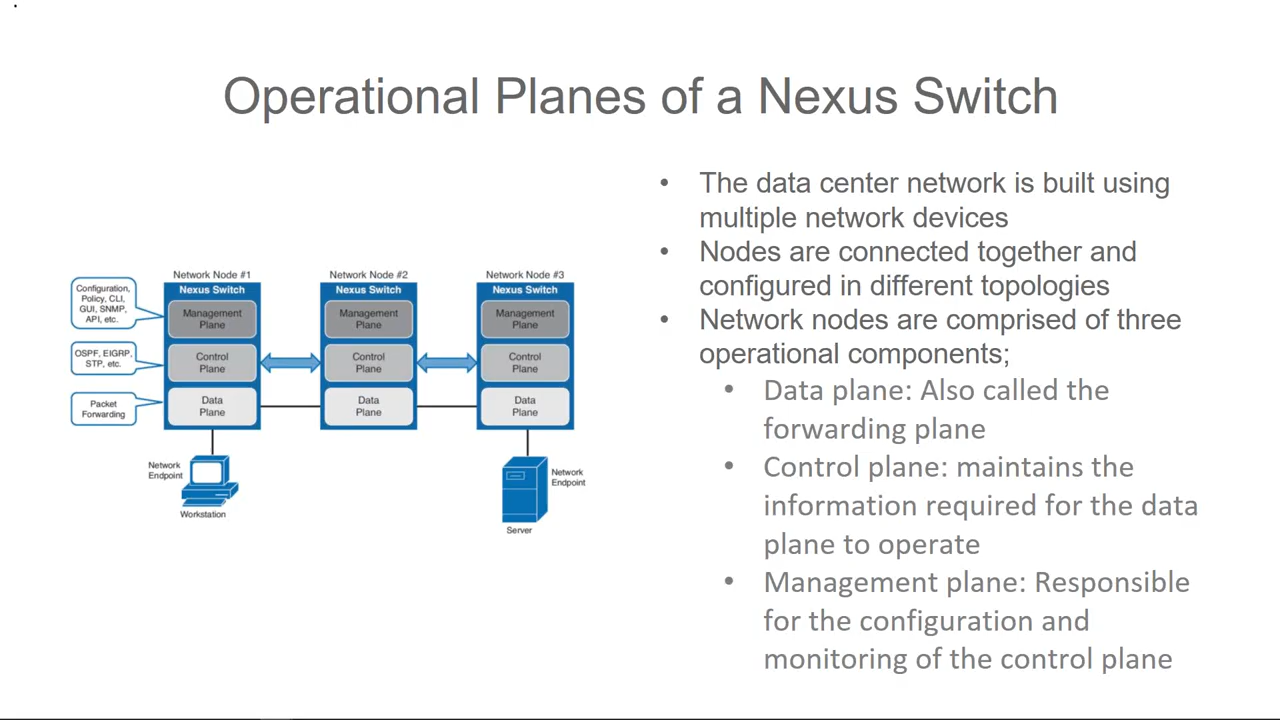 Operational Planes of a Nexus Switch
• The data center network is built using
multiple network devices
• Nodes are connected together and
configured in different topologies
• Network nodes are comprised of three
operational components;
• Data plane: Also called the
forwarding plane
• Control plane: maintains the
information required for the data
plane to operate
• Management plane: Responsible
for the configuration and
monitoring of the control plane
Network Node #1
Network Node #2
Network Node #3
Configuration,
Policy, CLI,
GUI, SNMP,
API, etc.
OSPF, EIGRP,
STP, etc.
Packet
Forwarding
Nexus Switch
Management
Plane
Control
Plane
Data
Plane
Nexus Switch
Management
Plane
Control
Plane
Data
Plane
Nexus Switch
Management
Plane
Control
Plane
Data
Plane
Network
Endpoint
Workstation
Network
Endpoint
Server